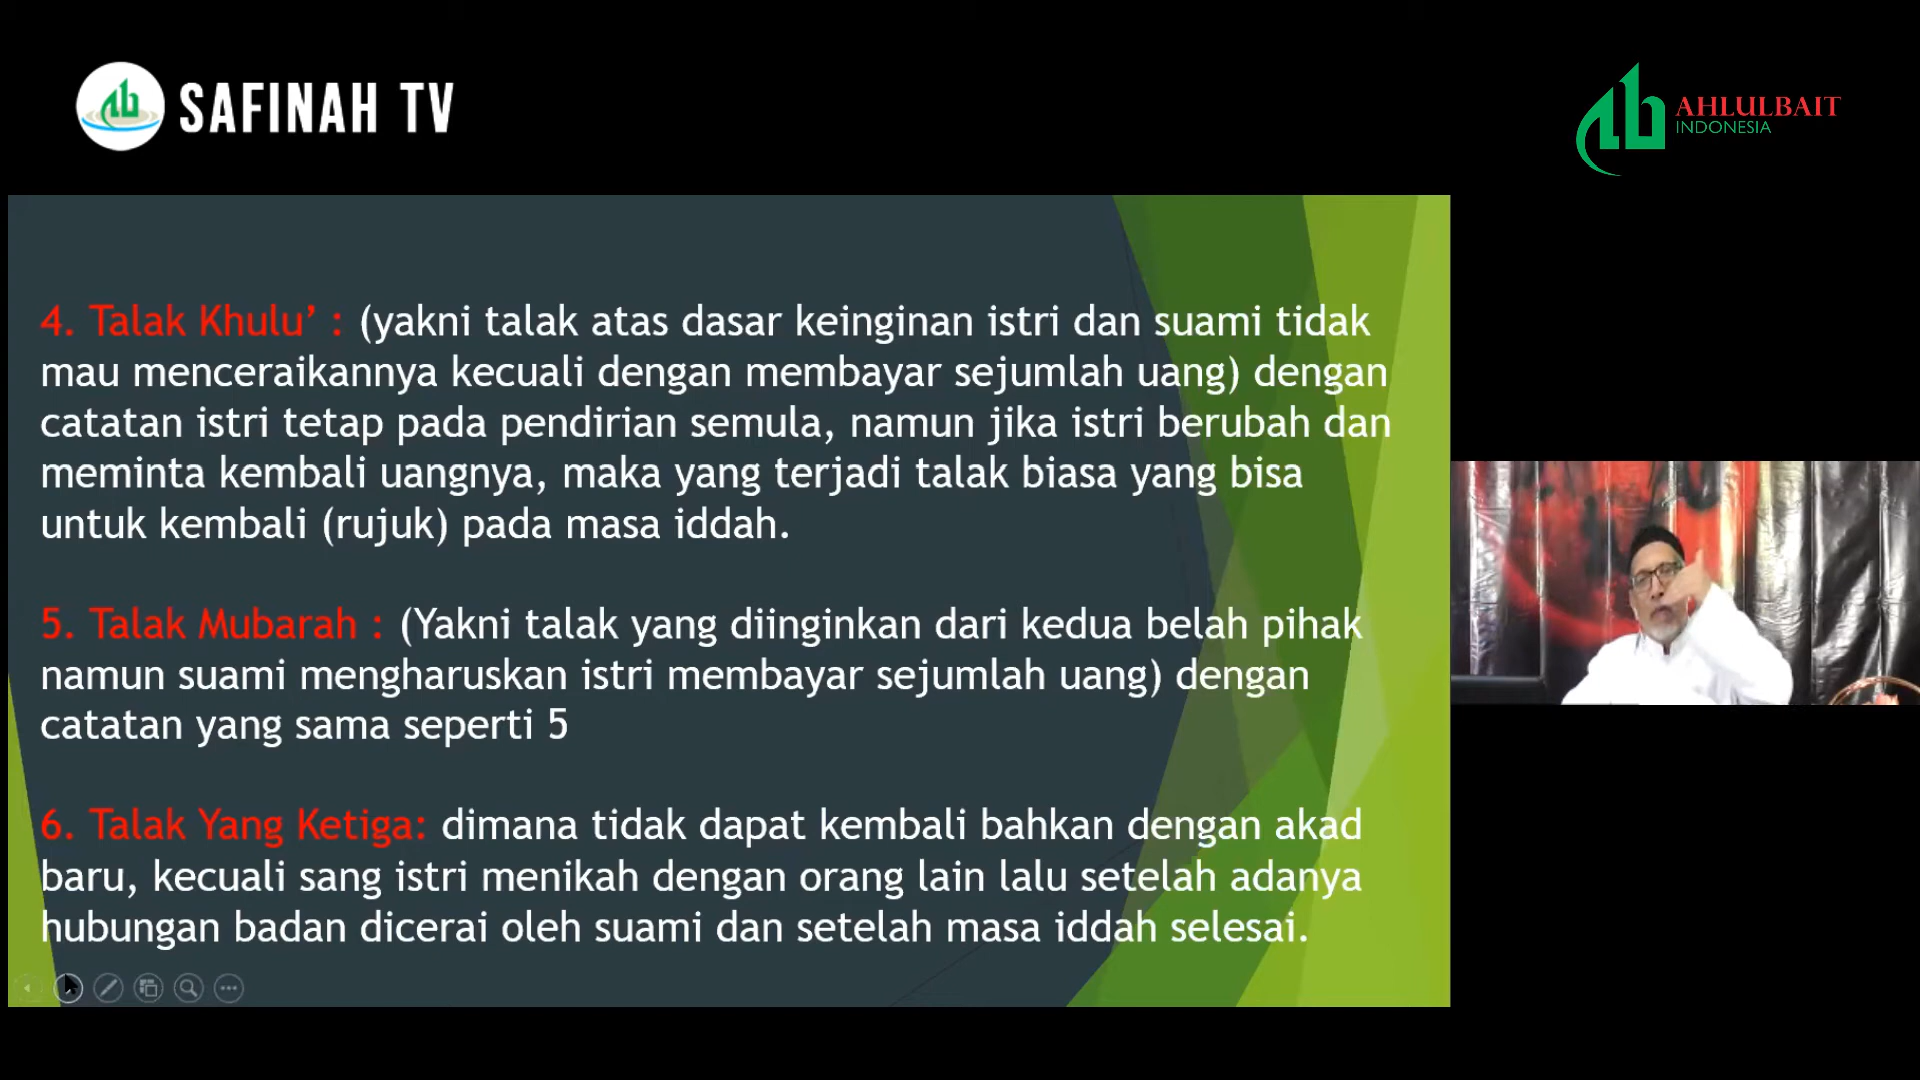 SAFINAH TV
AHLULBAIT
INDONESIA
4. Talak Khulu’ : (yakni talak atas dasar keinginan istri dan suami tidak
mau menceraikannya kecuali dengan membayar sejumlah uang) dengan
catatan istri tetap pada pendirian semula, namun jika istri berubah dan
meminta kembali uangnya, maka yang terjadi talak biasa yang bisa
untuk kembali (rujuk) pada masa iddah.
5. Talak Mubarah : (Yakni talak yang diinginkan dari kedua belah pihak
namun suami mengharuskan istri membayar sejumlah uang) dengan
catatan yang sama seperti 5
6. Talak Yang Ketiga: dimana tidak dapat kembali bahkan dengan akad
baru, kecuali sang istri menikah dengan orang lain lalu setelah adanya
hubungan badan dicerai oleh suami dan setelah masa iddah selesai.